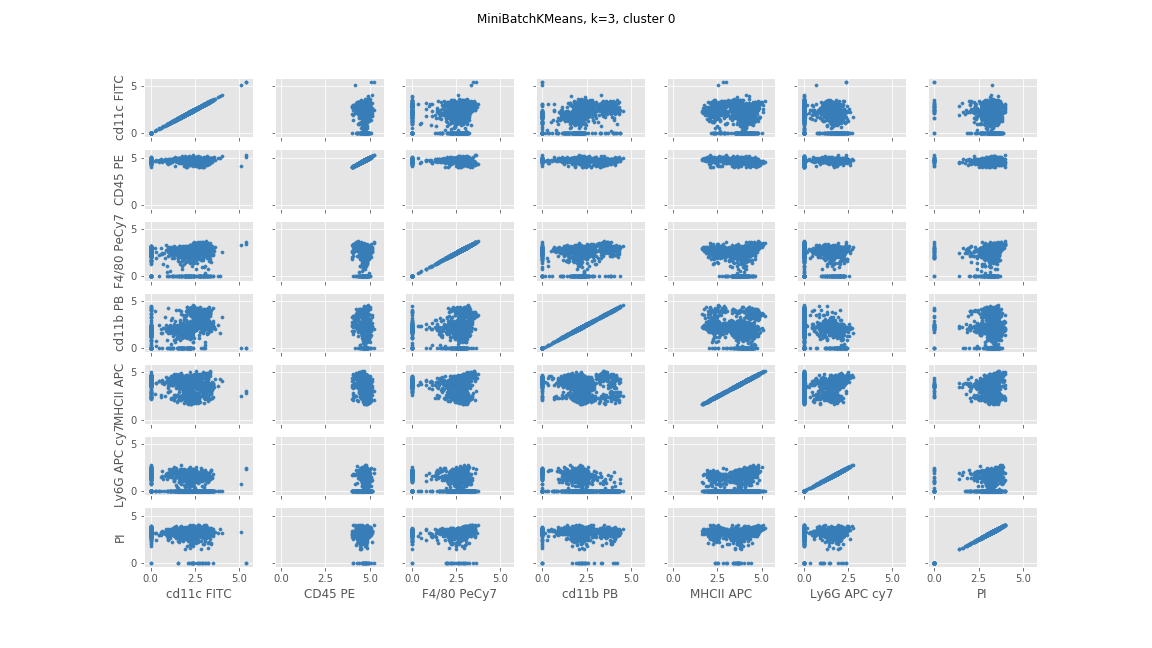 MiniBatchKMeans, k=3, cluster 0
cd11c FITC
5
0
CD45 PE
5
0
F4/80 PeCy7
5
0
cd11b PB
5
0
MHCII APC
5
0
Ly6G APC cy7
5
0
PI
5
0
0.0 2.5 5.0 0.0 2.5 5.0 0.0 2.5 5.0 0.0 2.5 5.0 0.0 2.5 5.0 0.0 2.5 5.0 0.0 2.5 5.0
cd11c FITC CD45 PE F4/80 PeCy7 cd11b PB MHCII APC Ly6G APC cy7 PI